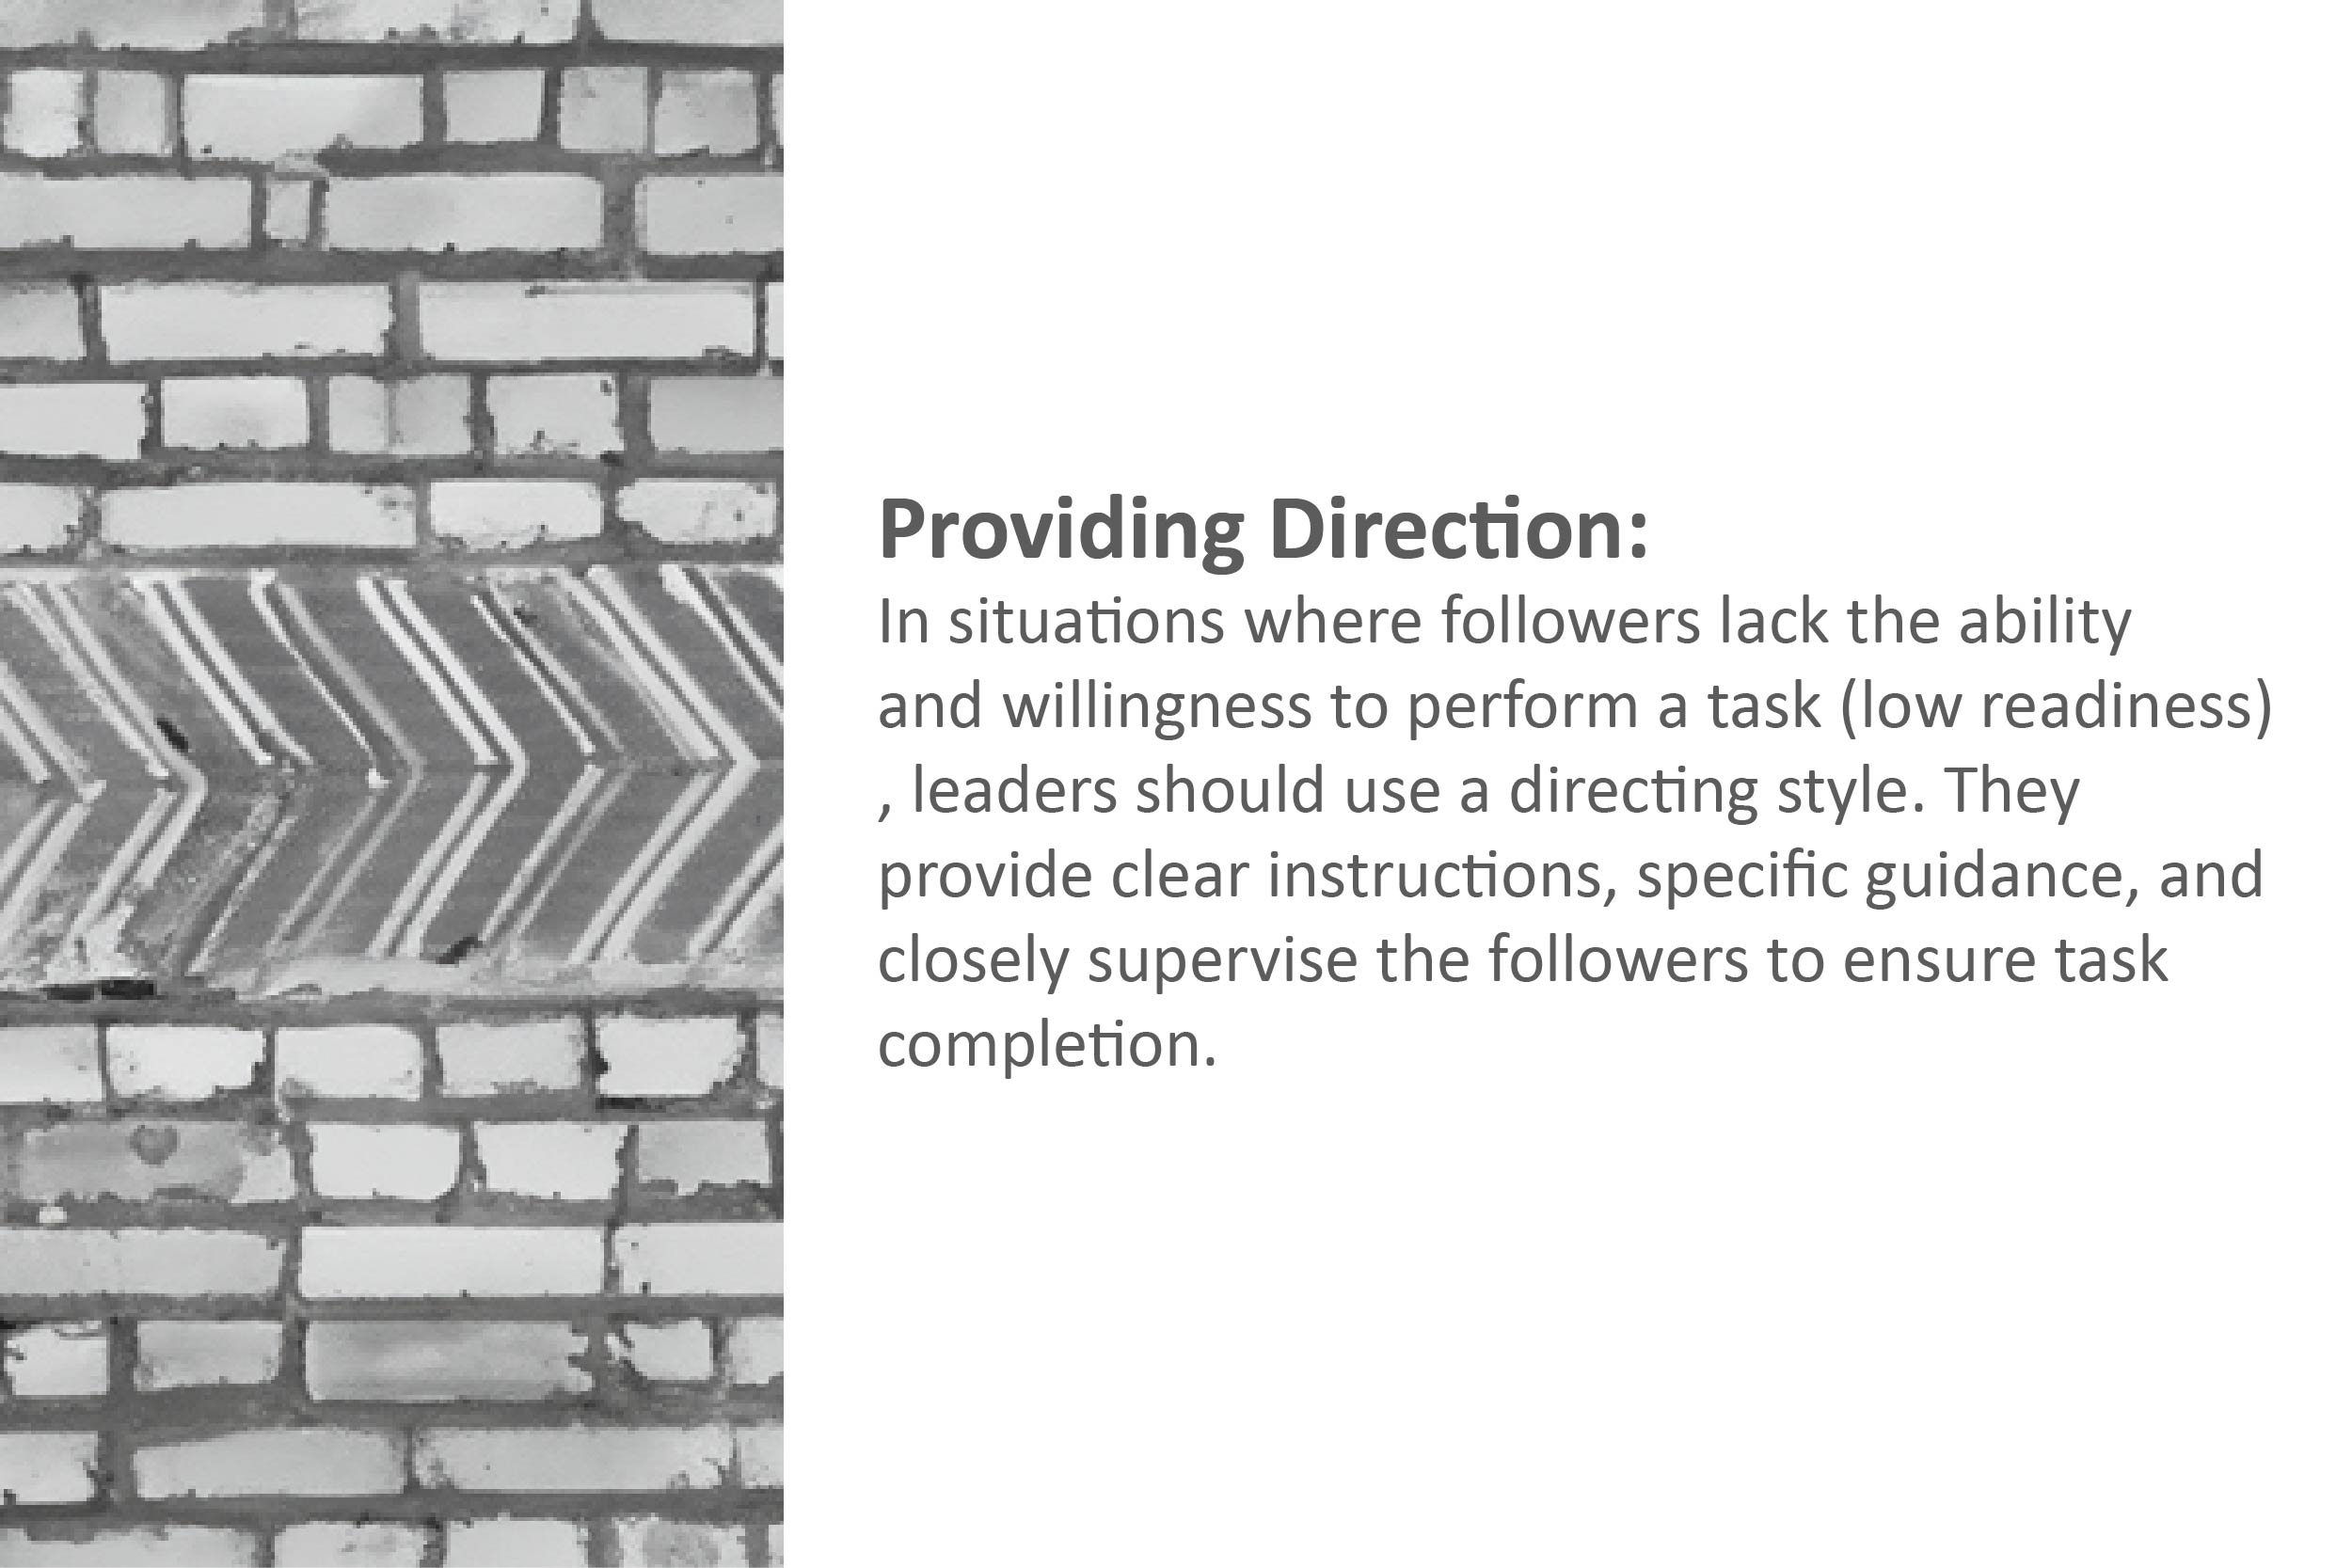 Providing Direction:
In situations where followers lack the ability
and willingness to perform a task (low readiness)
, leaders should use a directing style. They
provide clear instructions, specific guidance, and
closely supervise the followers to ensure task
completion.